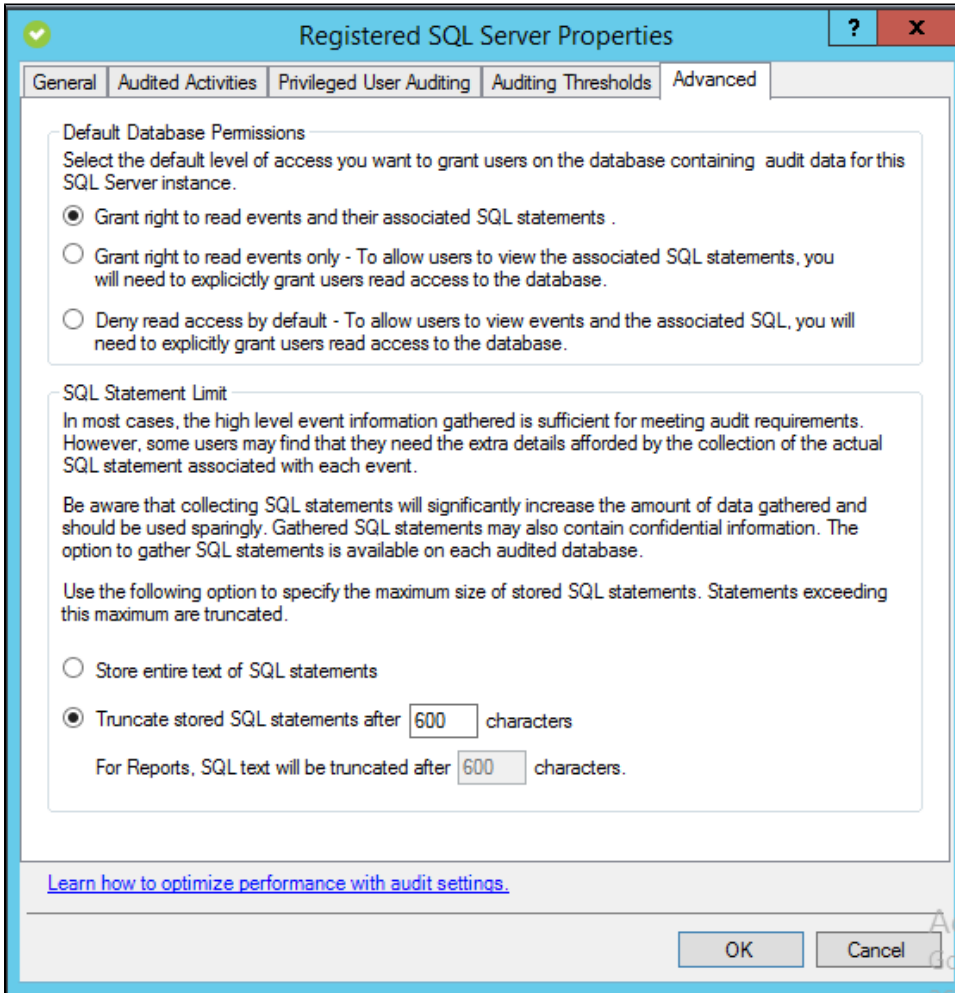 Registered SQL Server Properties
?
x
General
Audited Activities
Privileged User Auditing
Auditing Thresholds
Advanced
Default Database Permissions
Select the default level of access you want to grant users on the database containing audit data for this
SQL Server instance.
Grant right to read events and their associated SQL statements .
Grant right to read events only - To allow users to view the associated SQL statements, you
will need to explicictly grant users read access to the database.
Deny read access by default - To allow users to view events and the associated SQL, you will
need to explicitly grant users read access to the database.
SQL Statement Limit
In most cases, the high level event information gathered is sufficient for meeting audit requirements.
However, some users may find that they need the extra details afforded by the collection of the actual
SQL statement associated with each event.
Be aware that collecting SQL statements will significantly increase the amount of data gathered and
should be used sparingly. Gathered SQL statements may also contain confidential information. The
option to gather SQL statements is available on each audited database.
Use the following option to specify the maximum size of stored SQL statements. Statements exceeding
this maximum are truncated.
Store entire text of SQL statements
Truncate stored SQL statements after 600 characters
For Reports, SQL text will be truncated after 600 characters.
Learn how to optimize performance with audit settings.
OK
Cancel